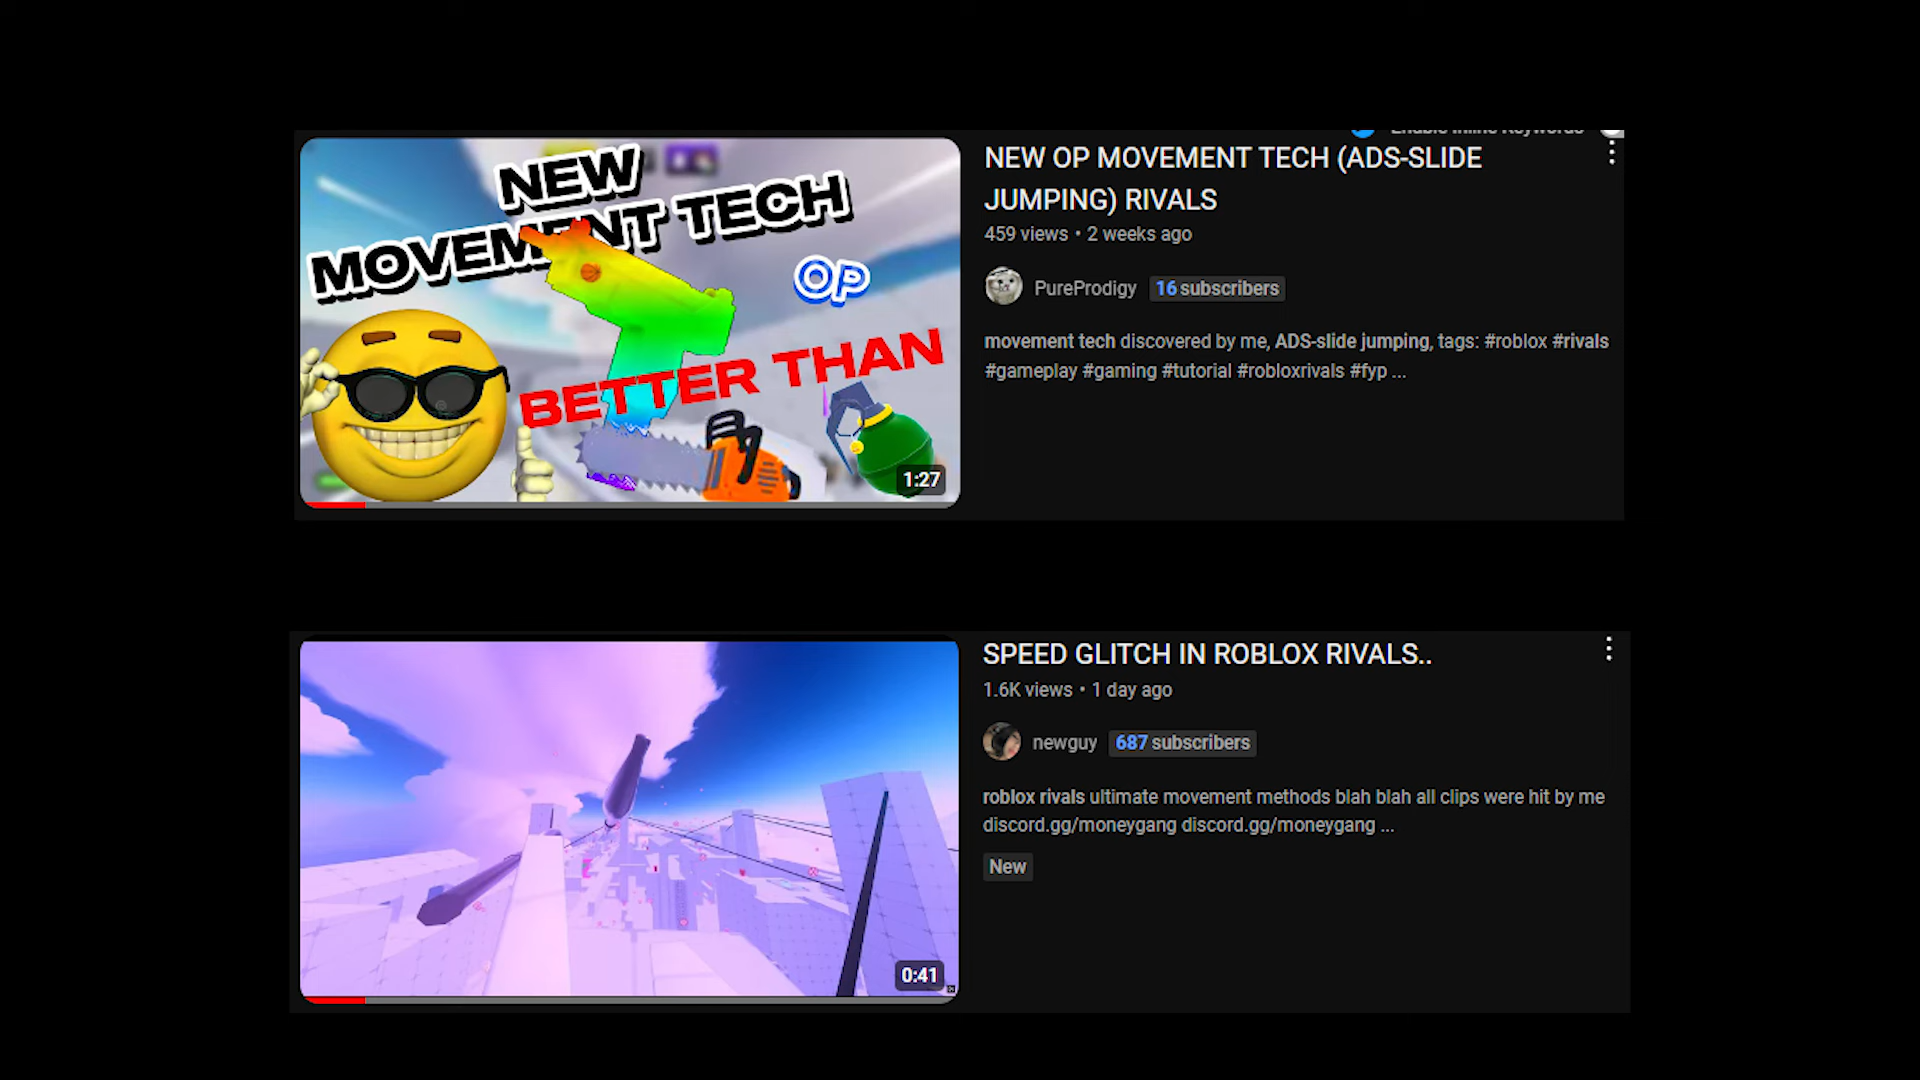 Enable Inline Keywords
NEW
MOVEMENT TECH
OP
BETTER THAN
1:27
NEW OP MOVEMENT TECH (ADS-SLIDE
JUMPING) RIVALS
459 views • 2 weeks ago
PureProdigy 16 subscribers
movement tech discovered by me, ADS-slide jumping, tags: #roblox #rivals
#gameplay #gaming #tutorial #robloxrivals #fyp ...
0:41
SPEED GLITCH IN ROBLOX RIVALS..
1.6K views • 1 day ago
newguy 687 subscribers
roblox rivals ultimate movement methods blah blah all clips were hit by me
discord.gg/moneygang discord.gg/moneygang ...
New